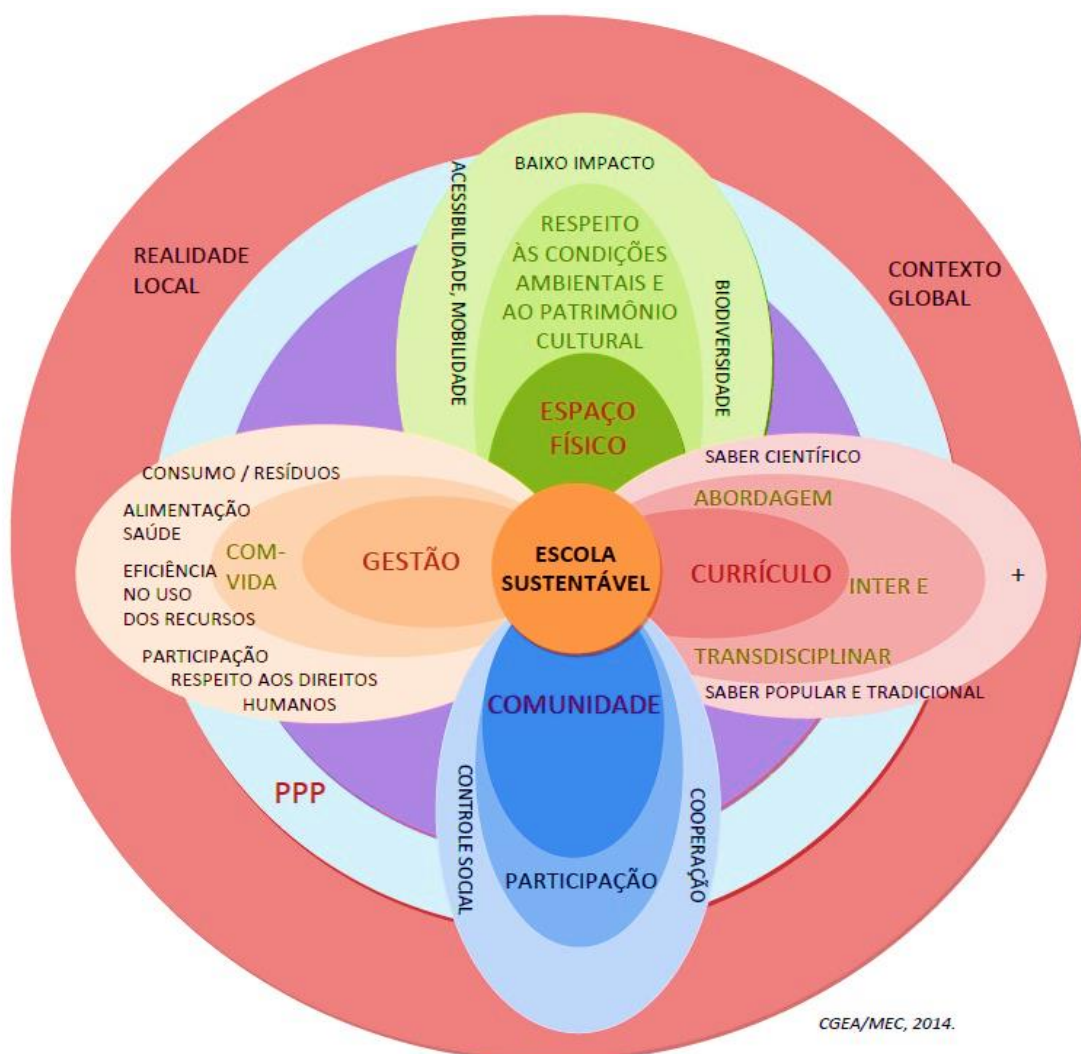 BAIXO IMPACTO
ACESSIBILIDADE, MOBILIDADE
RESPEITO
ÀS CONDIÇÕES
AMBIENTAIS E
AO PATRIMÔNIO
CULTURAL
BIODIVERSIDADE
ESPAÇO
FÍSICO
REALIDADE
LOCAL
CONTEXTO
GLOBAL
CONSUMO / RESÍDUOS
ALIMENTAÇÃO
SAÚDE
EFICIÊNCIA
NO USO
DOS RECURSOS
PARTICIPAÇÃO
RESPEITO AOS DIREITOS
HUMANOS
COM-
VIDA
GESTÃO
ESCOLA
SUSTENTÁVEL
SABER CIENTÍFICO
ABORDAGEM
CURRÍCULO
INTER E
+
TRANSDISCIPLINAR
SABER POPULAR E TRADICIONAL
COMUNIDADE
CONTROLE SOCIAL
PARTICIPAÇÃO
COOPERAÇÃO
PPP
CGEA/MEC, 2014.